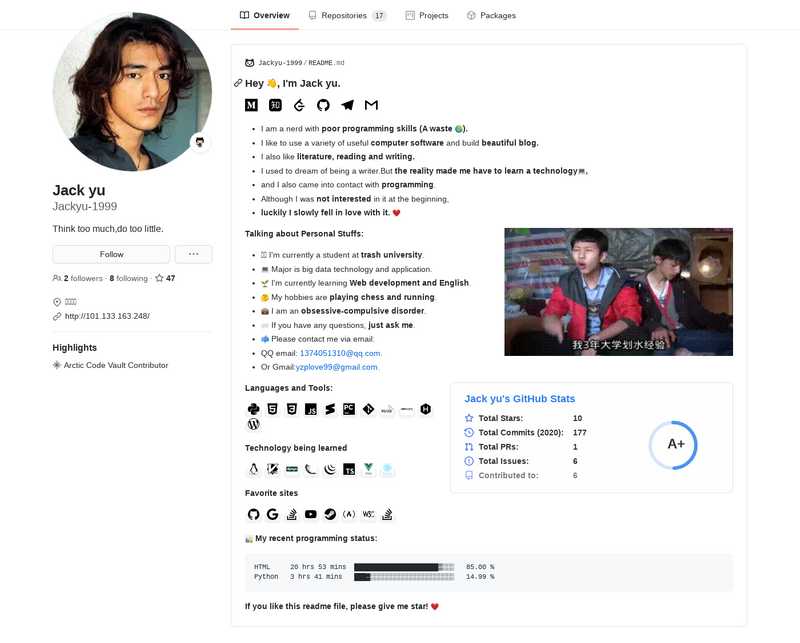 Overview
Repositories 17
Projects
Packages
Jack yu
Jackyu-1999
Think too much,do too little.
Follow
2 followers · 8 following · 47
http://101.133.163.248/
Highlights
Arctic Code Vault Contributor
Jackyu-1999 / README.md
Hey 👋, I'm Jack yu.
I am a nerd with poor programming skills (A waste ).
I like to use a variety of useful computer software and build beautiful blog.
I also like literature, reading and writing.
I used to dream of being a writer.But the reality made me have to learn a technology💻,
and I also came into contact with programming.
Although I was not interested in it at the beginning,
luckily I slowly fell in love with it. ❤️
Talking about Personal Stuffs:
I'm currently a student at trash university.
💻 Major is big data technology and application.
🌱 I'm currently learning Web development and English.
My hobbies are playing chess and running.
💼 I am an obsessive-compulsive disorder.
If you have any questions, just ask me.
Please contact me via email:
QQ email: 1374051310@qq.com.
Or Gmail:yzplove99@gmail.com.
我3年大学划水经验
Languages and Tools:
JS
PC
Technology being learned
TS
Favorite sites
My recent programming status:
HTML 20 hrs 53 mins 85.00 %
Python 3 hrs 41 mins 14.99 %
If you like this readme file, please give me star! ❤️
Jack yu's GitHub Stats
Total Stars: 10
Total Commits (2020): 177
Total PRs: 1
Total Issues: 6
Contributed to: 6
A+